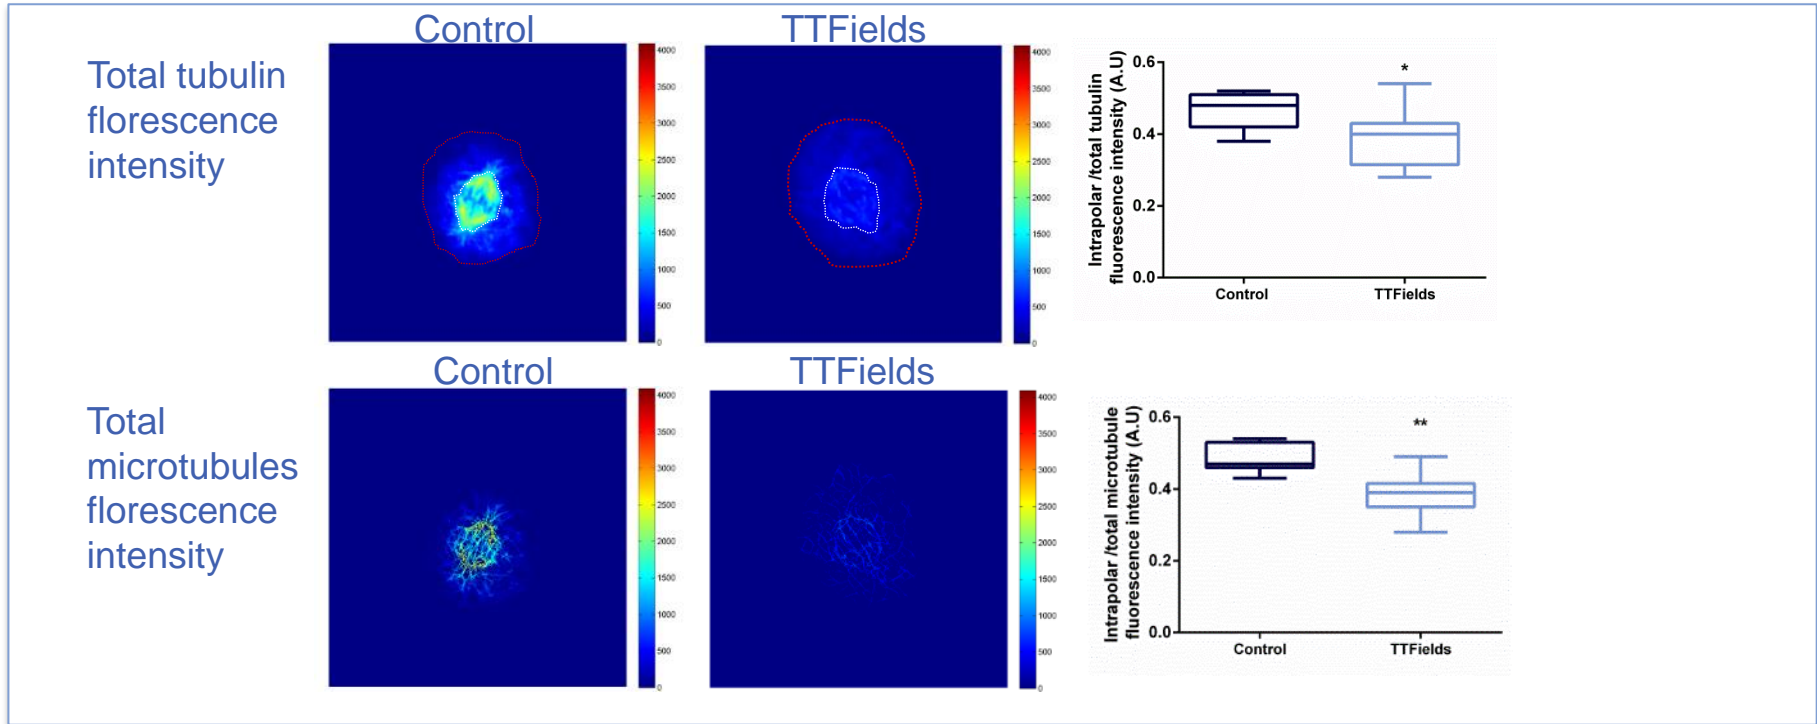 Control
TTFields
Total tubulin
florescence
intensity
4000
3500
3000
2500
2000
1500
1000
500
0
4000
3500
3000
2500
2000
1500
1000
500
0
Intrapolar /total tubulin
fluorescence intensity (A.U)
0.6
0.4
0.2
0.0
*
Control
TTFields
Control
TTFields
Total
microtubules
florescence
intensity
4000
3500
3000
2500
2000
1500
1000
500
0
4000
3500
3000
2500
2000
1500
1000
500
0
Intrapolar /total microtubule
fluorescence intensity (A.U)
0.6
0.4
0.2
0.0
**
Control
TTFields